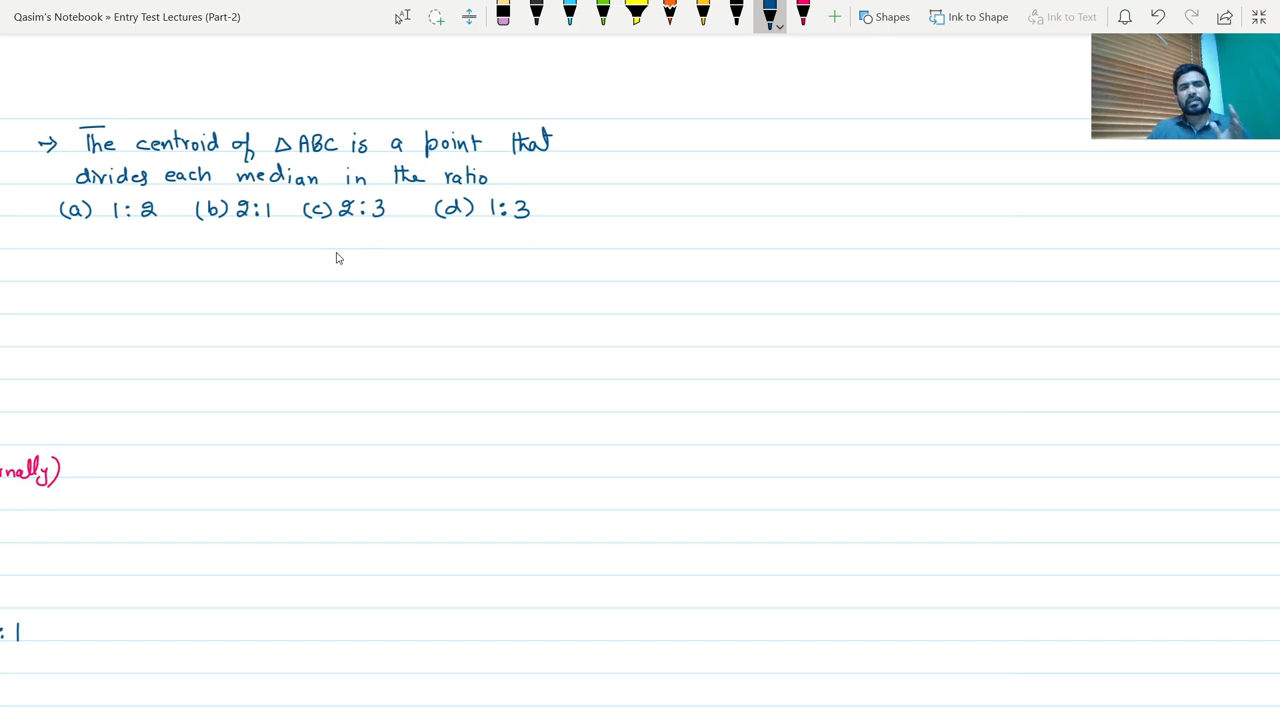 Qasim's Notebook » Entry Test Lectures (Part-2)
Shapes Ink to Shape Ink to Text
→ The centroid of △ABC is a point that
divides each median in the ratio
(a) 1:2 (b) 2:1 (c) 2:3 (d) 1:3
nally)
: 1